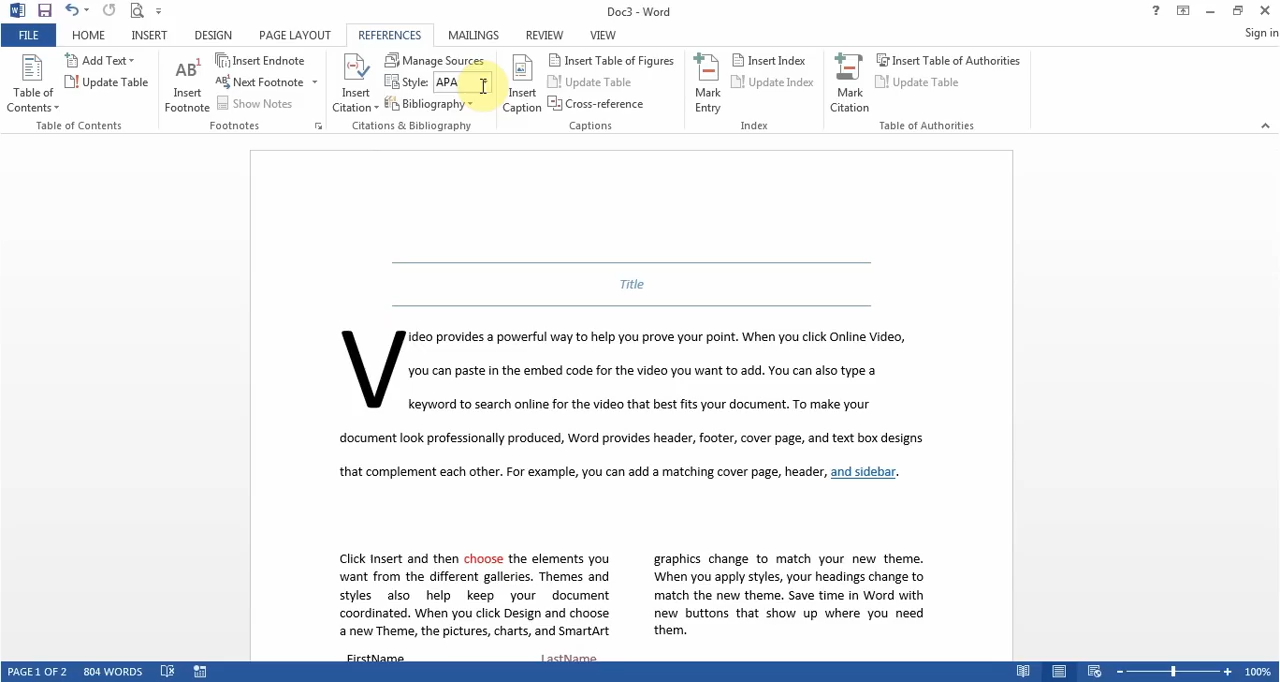 Doc3 - Word
Sign in
FILE HOME INSERT DESIGN PAGE LAYOUT REFERENCES MAILINGS REVIEW VIEW
Table of Contents
Add Text
Update Table
Table of Contents
AB1
Insert Footnote
Insert Endnote
Next Footnote
Show Notes
Footnotes
Insert Citation
Manage Sources
Style: APA
Bibliography
Citations & Bibliography
Insert Caption
Insert Table of Figures
Update Table
Cross-reference
Captions
Mark Entry
Insert Index
Update Index
Index
Mark Citation
Insert Table of Authorities
Update Table
Table of Authorities
Title
Video provides a powerful way to help you prove your point. When you click Online Video,
you can paste in the embed code for the video you want to add. You can also type a
keyword to search online for the video that best fits your document. To make your
document look professionally produced, Word provides header, footer, cover page, and text box designs
that complement each other. For example, you can add a matching cover page, header, and sidebar.
Click Insert and then choose the elements you
want from the different galleries. Themes and
styles also help keep your document
coordinated. When you click Design and choose
a new Theme, the pictures, charts, and SmartArt
graphics change to match your new theme.
When you apply styles, your headings change to
match the new theme. Save time in Word with
new buttons that show up where you need
them.
FirstName LastName
PAGE 1 OF 2 804 WORDS 100%